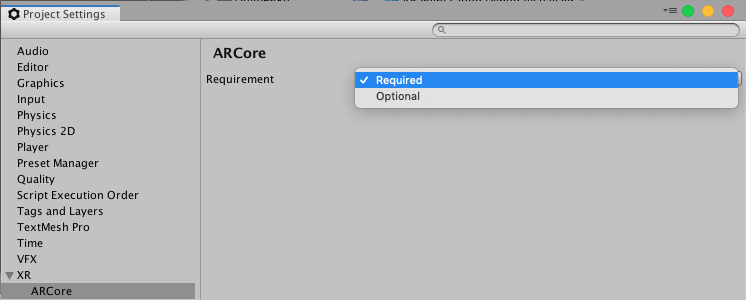 Project Settings
ARCore
Requirement
Required
Optional
Audio
Editor
Graphics
Input
Physics
Physics 2D
Player
Preset Manager
Quality
Script Execution Order
Tags and Layers
TextMesh Pro
Time
VFX
XR
ARCore